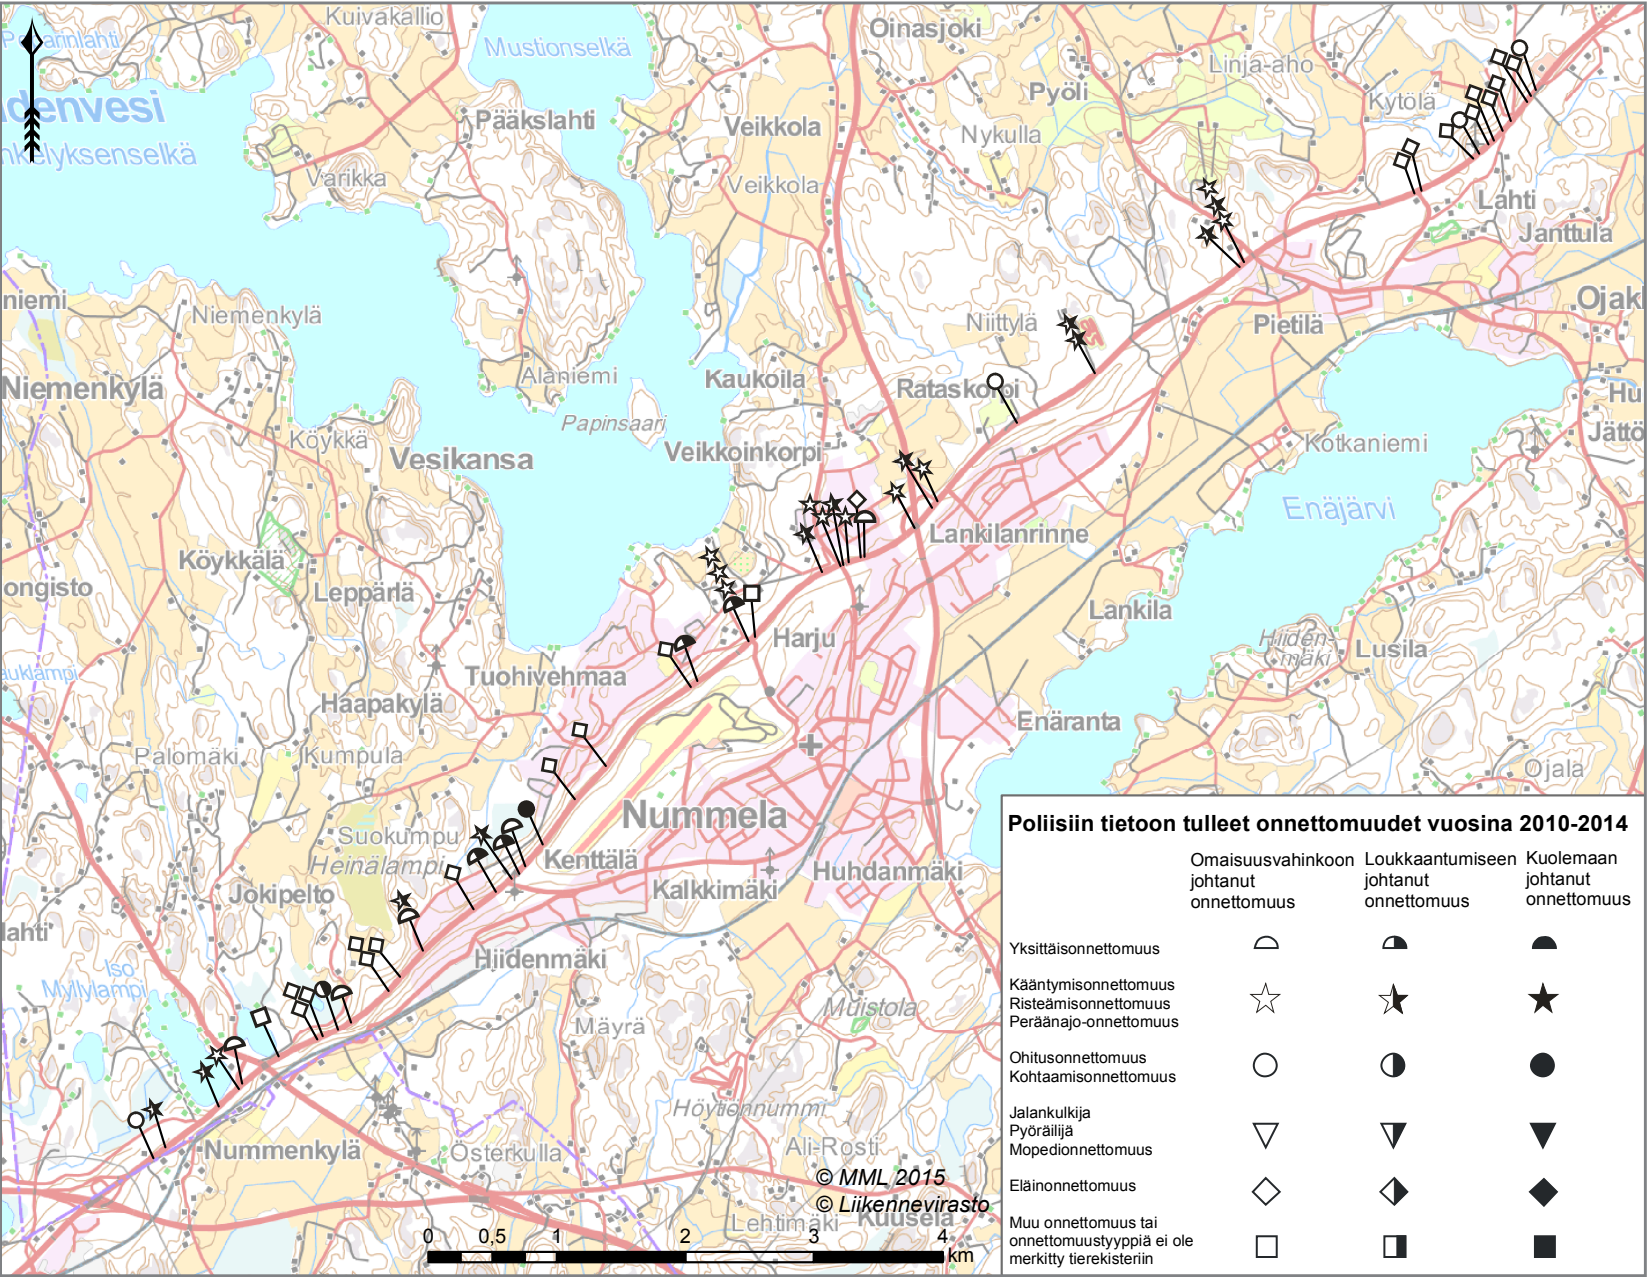 Kuivakallio
Oinasjoki
Mustionselkä
Linja-aho
denvesi
Pyöli
Kytölä
Pääkslahti
Veikkola
Nykulla
Varikka
Veikkola
Lahti
Janttula
niemi
Niemenkylä
Niittylä
Pietilä
Ojak
Niemenkylä
Alaniemi
Kaukoila
Hu
Papinsaari
Köykkä
Vesikansa
Veikkoinkorpi
Kotkaniemi
Jättö
Enäjärvi
Lankilanrinne
Köykkälä
ongisto
Leppärlä
Lankila
Harju
Hiiden-
mäki
Lusila
auklampi
Tuohivehmaa
Haapakylä
Enäranta
Palomäki
Kumpula
Ojala
Nummela
Suokumpu
Heinälampi
Kenttälä
Jokipelto
Kalkkimäki
Huhdanmäki
lahti
Hiidenmäki
Iso
Myllylampi
Muistola
Mäyrä
Höytiönnummi
Nummenkylä
Österkulla
Ali-Rosti
© MML 2015
© Liikennevirasto
Lehtimäki
Kuusela
0 0,5 1 2 3 4
km
Poliisiin tietoon tulleet onnettomuudet vuosina 2010-2014
Omaisuusvahinkoon
johtanut
onnettomuus
Loukkaantumiseen
johtanut
onnettomuus
Kuolemaan
johtanut
onnettomuus
Yksittäisonnettomuus
Kääntymisonnettomuus
Risteämisonnettomuus
Peräänajo-onnettomuus
Ohitusonnettomuus
Kohtaamisonnettomuus
Jalankulkija
Pyöräilijä
Mopedionnettomuus
Eläinonnettomuus
Muu onnettomuus tai
onnettomuustyyppiä ei ole
merkitty tierekisteriin